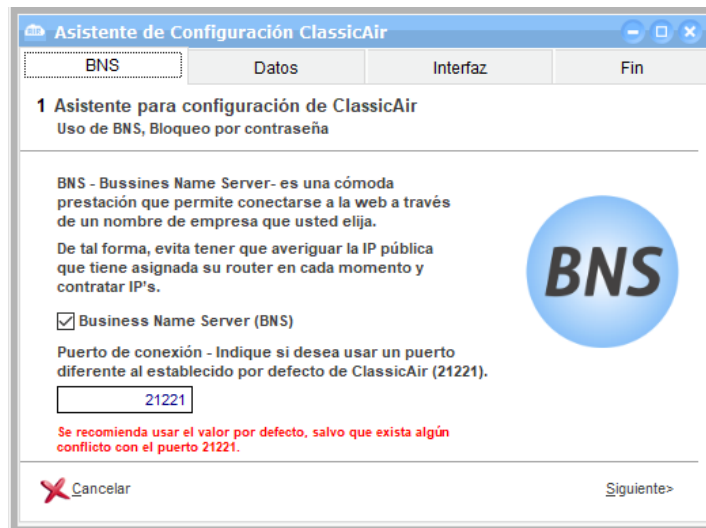 Asistente de Configuración ClassicAir
BNS Datos Interfaz Fin
1 Asistente para configuración de ClassicAir
Uso de BNS, Bloqueo por contraseña
BNS - Bussines Name Server- es una cómoda
prestación que permite conectarse a la web a través
de un nombre de empresa que usted elija.
De tal forma, evita tener que averiguar la IP pública
que tiene asignada su router en cada momento y
contratar IP's.
BNS
Business Name Server (BNS)
Puerto de conexión - Indique si desea usar un puerto
diferente al establecido por defecto de ClassicAir (21221).
21221
Se recomienda usar el valor por defecto, salvo que exista algún
conflicto con el puerto 21221.
Cancelar
Siguiente>